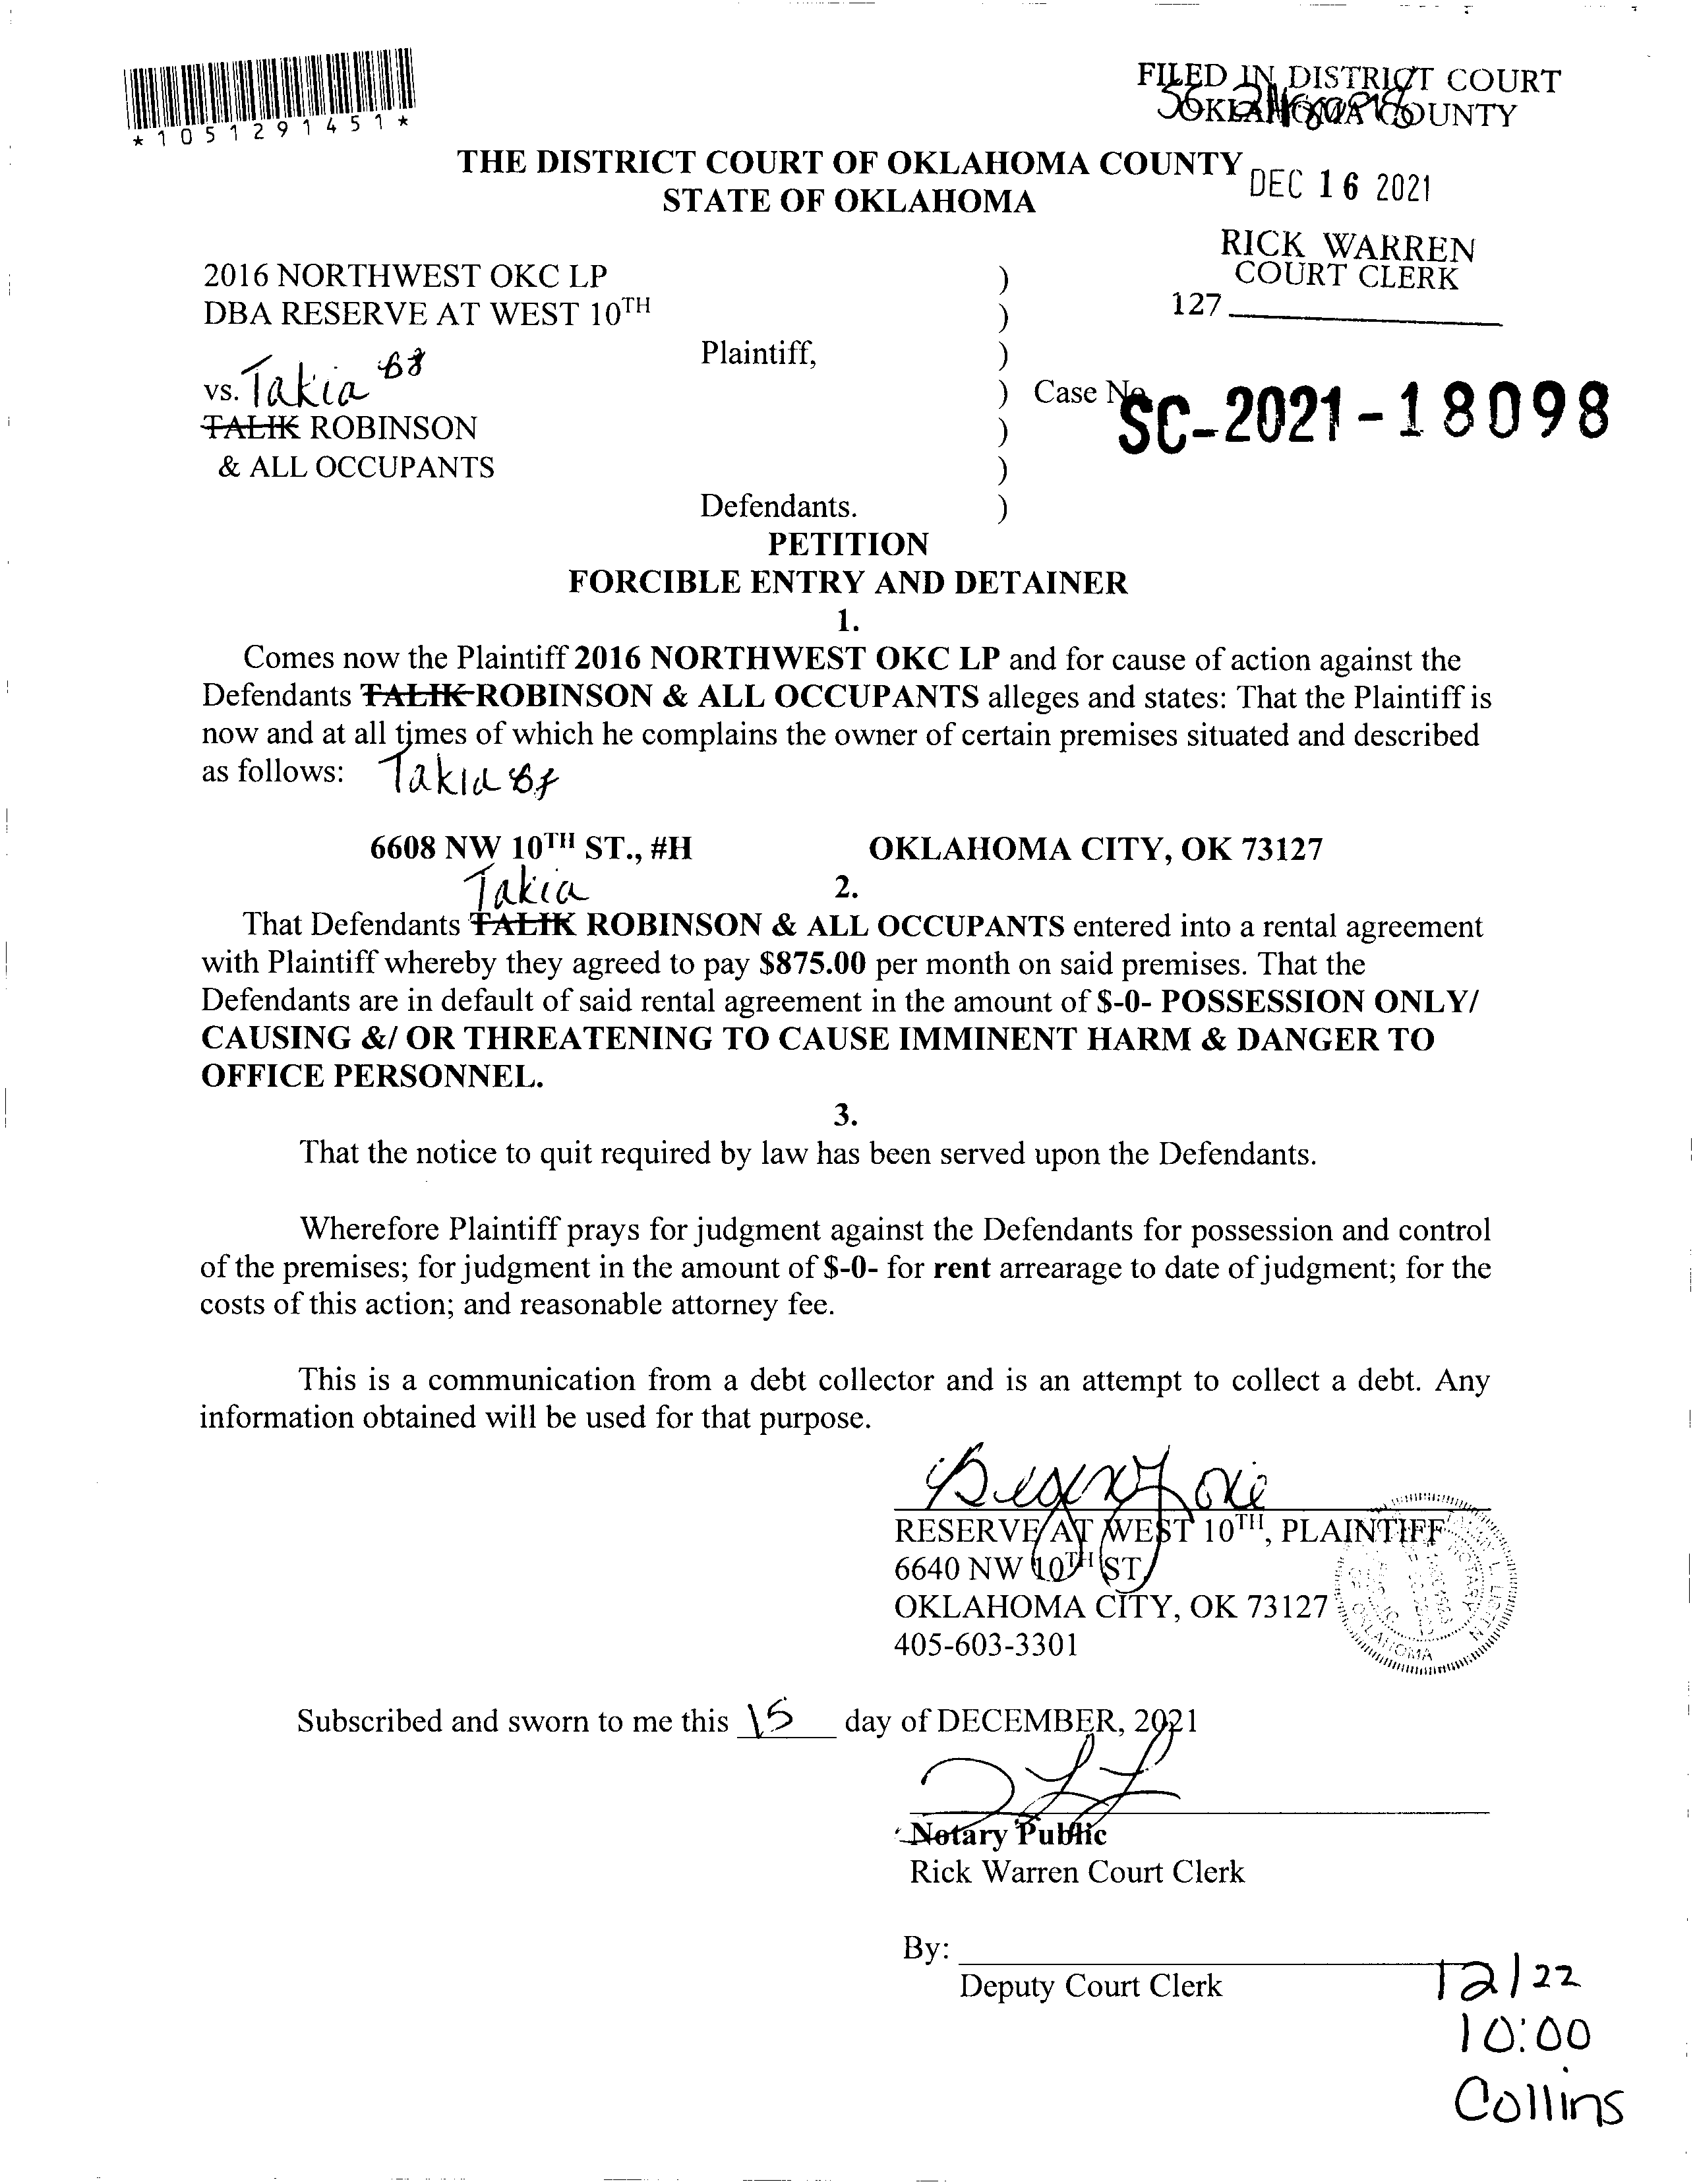 *1051291451*
FILED IN DISTRICT COURT
OKLAHOMA COUNTY
THE DISTRICT COURT OF OKLAHOMA COUNTY
STATE OF OKLAHOMA
DEC 16 2021
RICK WARREN
COURT CLERK
127
2016 NORTHWEST OKC LP )
DBA RESERVE AT WEST 10TH )
Plaintiff, )
vs. Takia ) Case No.
SC-2021-18098
TALIK ROBINSON )
& ALL OCCUPANTS )
Defendants. )
PETITION
FORCIBLE ENTRY AND DETAINER
1.
Comes now the Plaintiff 2016 NORTHWEST OKC LP and for cause of action against the
Defendants TALIK ROBINSON & ALL OCCUPANTS alleges and states: That the Plaintiff is
now and at all times of which he complains the owner of certain premises situated and described
as follows: Takia
6608 NW 10TH ST., #H OKLAHOMA CITY, OK 73127
Takia
2.
That Defendants TALIK ROBINSON & ALL OCCUPANTS entered into a rental agreement
with Plaintiff whereby they agreed to pay $875.00 per month on said premises. That the
Defendants are in default of said rental agreement in the amount of $-0- POSSESSION ONLY/
CAUSING &/ OR THREATENING TO CAUSE IMMINENT HARM & DANGER TO
OFFICE PERSONNEL.
3.
That the notice to quit required by law has been served upon the Defendants.
Wherefore Plaintiff prays for judgment against the Defendants for possession and control
of the premises; for judgment in the amount of $-0- for rent arrearage to date of judgment; for the
costs of this action; and reasonable attorney fee.
This is a communication from a debt collector and is an attempt to collect a debt. Any
information obtained will be used for that purpose.
RESERVE AT WEST 10TH, PLAINTIFF
6640 NW 10TH ST
OKLAHOMA CITY, OK 73127
405-603-3301
OKLAHOMA
NOTARY
Subscribed and sworn to me this 15 day of DECEMBER, 2021
Notary Public
Rick Warren Court Clerk
By:
Deputy Court Clerk
12/22
10:00
Collins